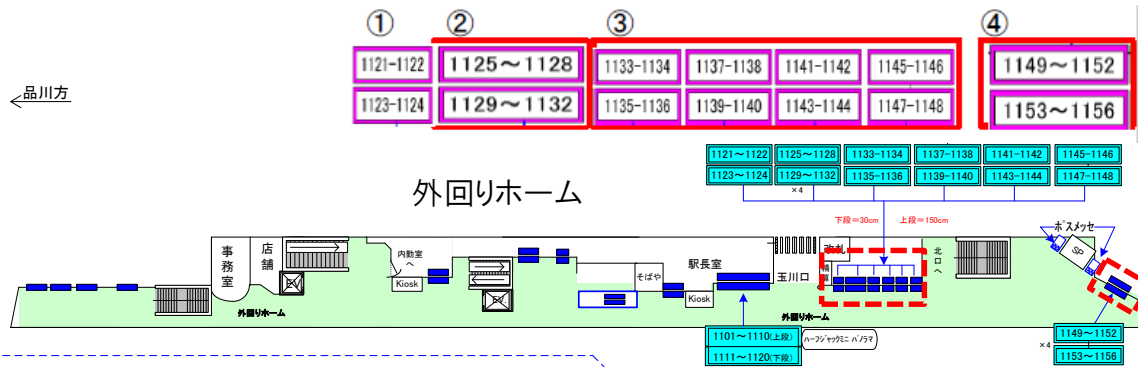 ① ② ③ ④
1121-1122 1125～1128 1133-1134 1137-1138 1141-1142 1145-1146 1149～1152
1123-1124 1129～1132 1135-1136 1139-1140 1143-1144 1147-1148 1153～1156
品川方
1121～1122 1125～1128 1133-1134 1137-1138 1141-1142 1145-1146
1123～1124 1129～1132 1135-1136 1139-1140 1143-1144 1147-1148
×4
外回りホーム
下段＝30cm 上段＝150cm
ポスメッセ
事務室
店舗
EV
内勤室へ
Kiosk
EV
そばや
Kiosk
駅長室
玉川口
改札
精算
北口へ
SP
外回りホーム
外回りホーム
1101～1110(上段)
1111～1120(下段)
ハーフジャックミニ パノラマ
1149～1152
×4
1153～1156